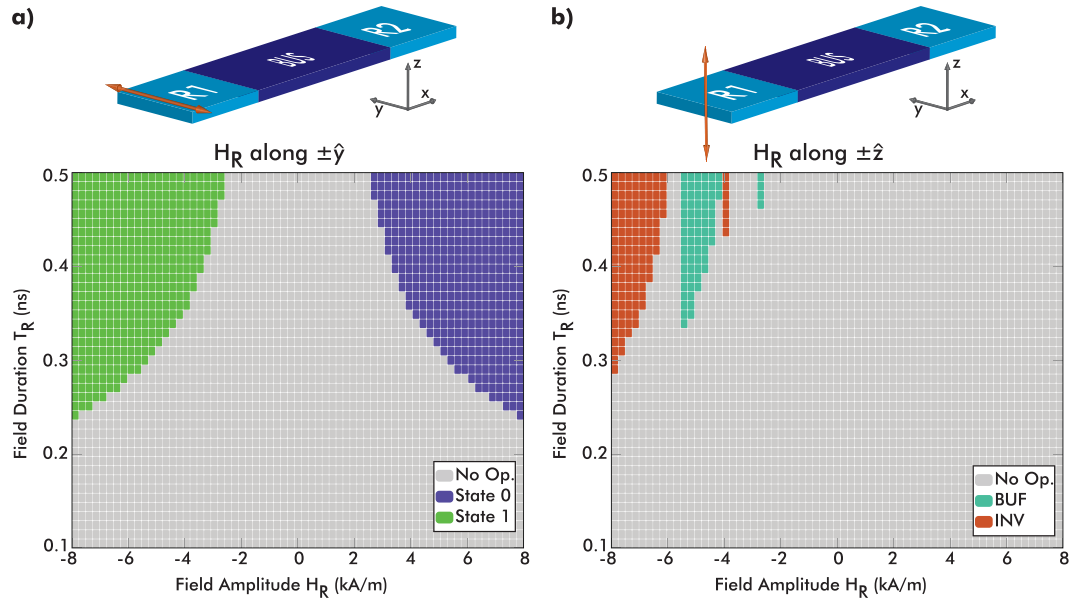 a)
R1
BUS
R2
z
y
x
H_R along ±ŷ
0.5
0.4
0.3
0.2
0.1
Field Duration T_R (ns)
No Op.
State 0
State 1
-8 -6 -4 -2 0 2 4 6 8
Field Amplitude H_R (kA/m)
b)
R1
BUS
R2
z
y
x
H_R along ±ẑ
0.5
0.4
0.3
0.2
0.1
Field Duration T_R (ns)
No Op.
BUF
INV
-8 -6 -4 -2 0 2 4 6 8
Field Amplitude H_R (kA/m)